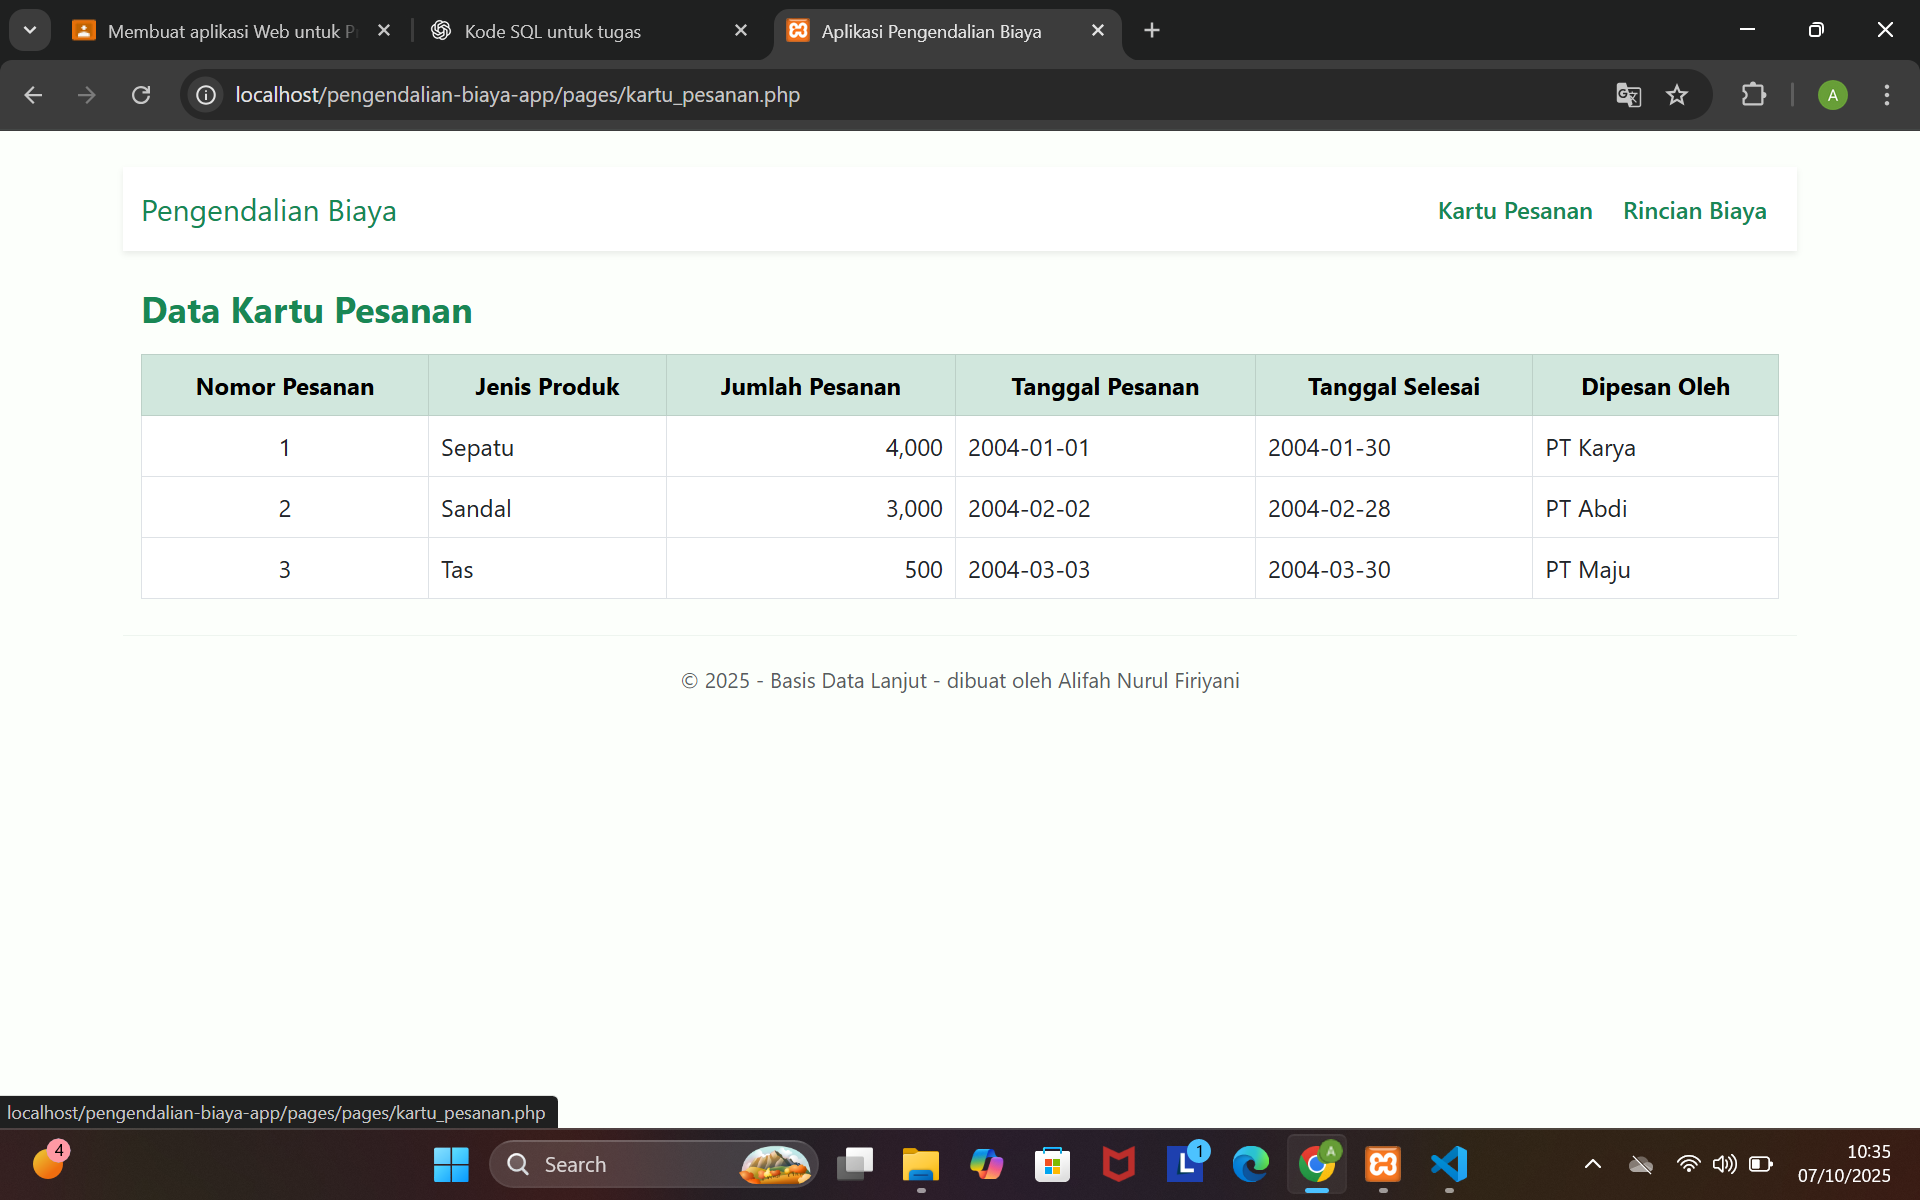 Membuat aplikasi Web untuk P
Kode SQL untuk tugas
Aplikasi Pengendalian Biaya
localhost/pengendalian-biaya-app/pages/kartu_pesanan.php
A
Pengendalian Biaya
Kartu Pesanan Rincian Biaya
Data Kartu Pesanan
Nomor Pesanan Jenis Produk Jumlah Pesanan Tanggal Pesanan Tanggal Selesai Dipesan Oleh
1 Sepatu 4,000 2004-01-01 2004-01-30 PT Karya
2 Sandal 3,000 2004-02-02 2004-02-28 PT Abdi
3 Tas 500 2004-03-03 2004-03-30 PT Maju
© 2025 - Basis Data Lanjut - dibuat oleh Alifah Nurul Firiyani
localhost/pengendalian-biaya-app/pages/pages/kartu_pesanan.php
4
Search
L
1
A
10:35
07/10/2025